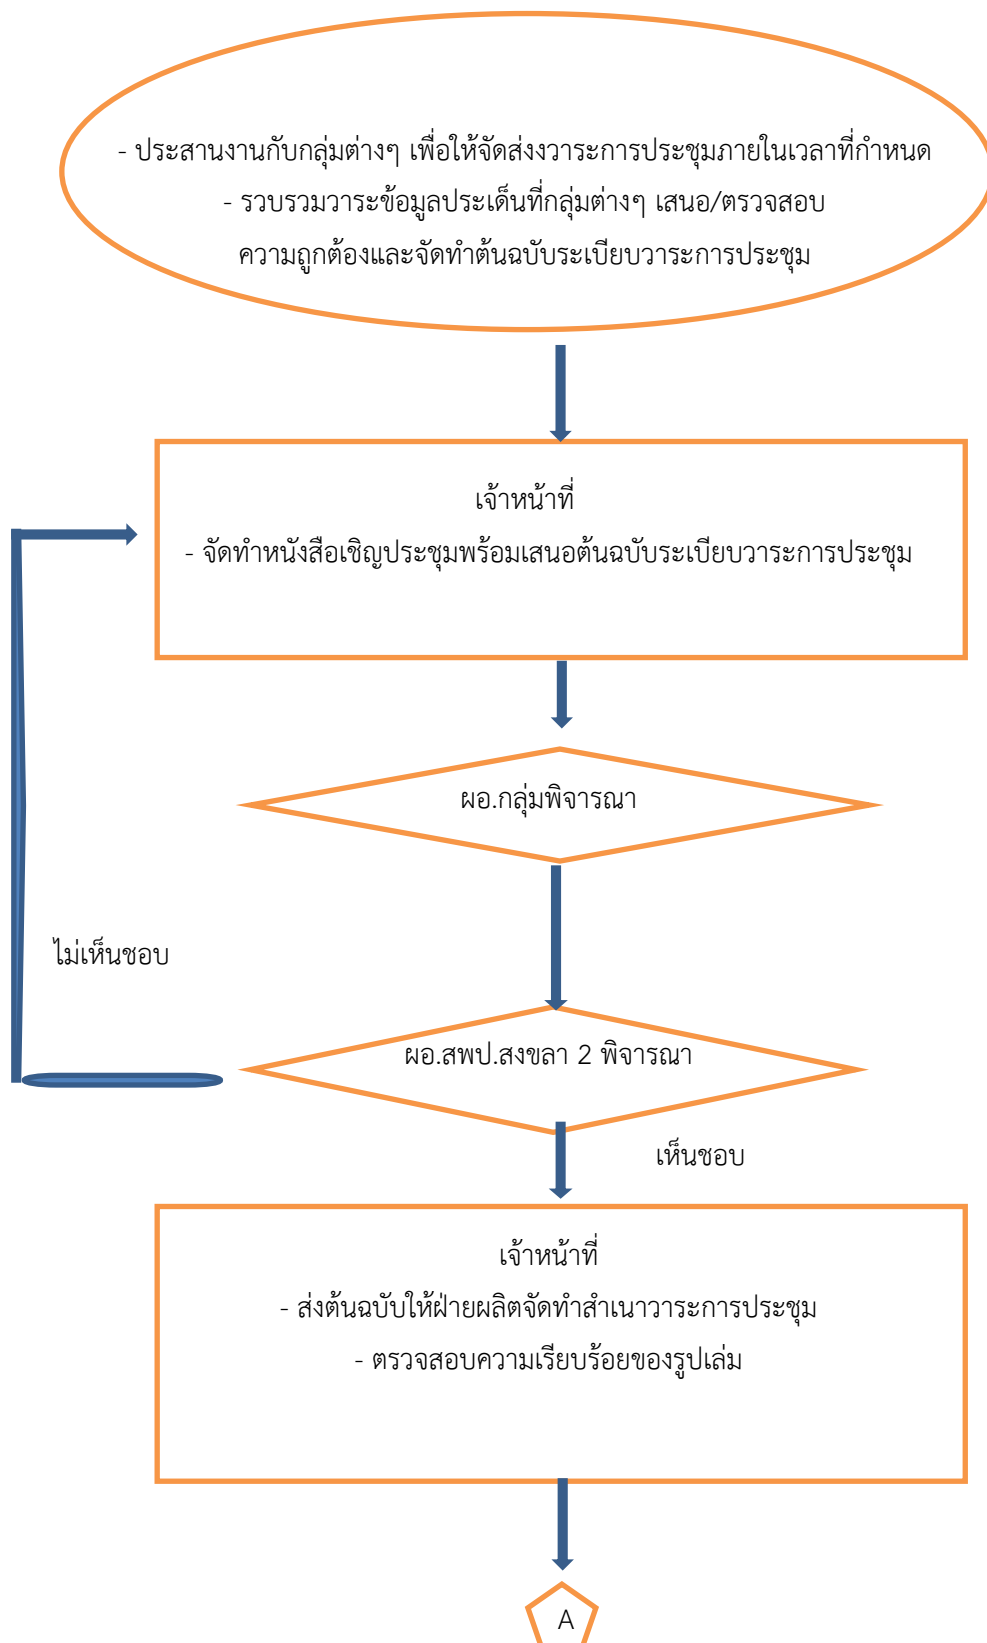 - ประสานงานกับกลุ่มต่างๆ เพื่อให้จัดส่งงวาระการประชุมภายในเวลาที่กำหนด
- รวบรวมวาระข้อมูลประเด็นที่กลุ่มต่างๆ เสนอ/ตรวจสอบ
ความถูกต้องและจัดทำต้นฉบับระเบียบวาระการประชุม
เจ้าหน้าที่
- จัดทำหนังสือเชิญประชุมพร้อมเสนอต้นฉบับระเบียบวาระการประชุม
ผอ.กลุ่มพิจารณา
ไม่เห็นชอบ
ผอ.สพป.สงขลา 2 พิจารณา
เห็นชอบ
เจ้าหน้าที่
- ส่งต้นฉบับให้ฝ่ายผลิตจัดทำสำเนาวาระการประชุม
- ตรวจสอบความเรียบร้อยของรูปเล่ม
A